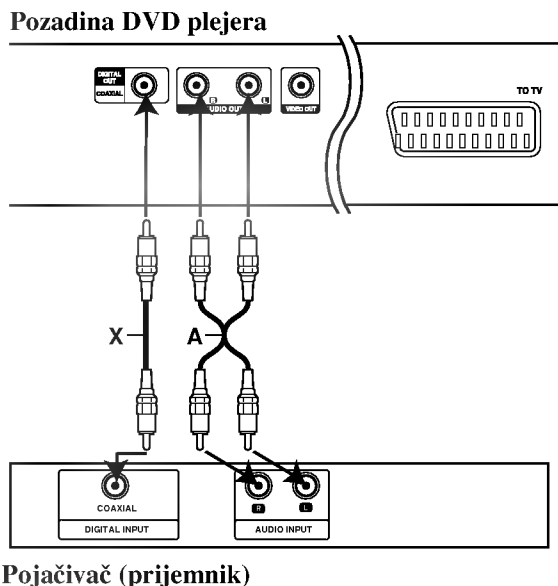 Pozadina DVD plejera
DIGITAL OUT
COAXIAL
R
L
AUDIO OUT
VIDEO OUT
TO TV
X
A
COAXIAL
DIGITAL INPUT
R
L
AUDIO INPUT
Pojačivač (prijemnik)